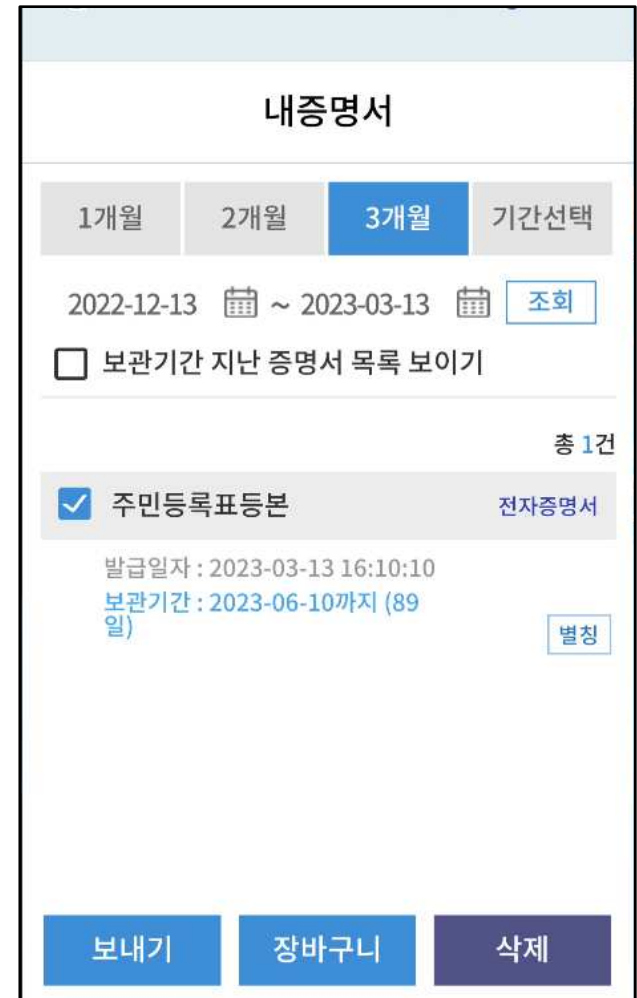 내증명서
1개월 2개월 3개월 기간선택
2022-12-13 ~ 2023-03-13 조회
보관기간 지난 증명서 목록 보이기
총 1건
주민등록표등본 전자증명서
발급일자 : 2023-03-13 16:10:10
보관기간 : 2023-06-10까지 (89
일)
별칭
보내기 장바구니 삭제